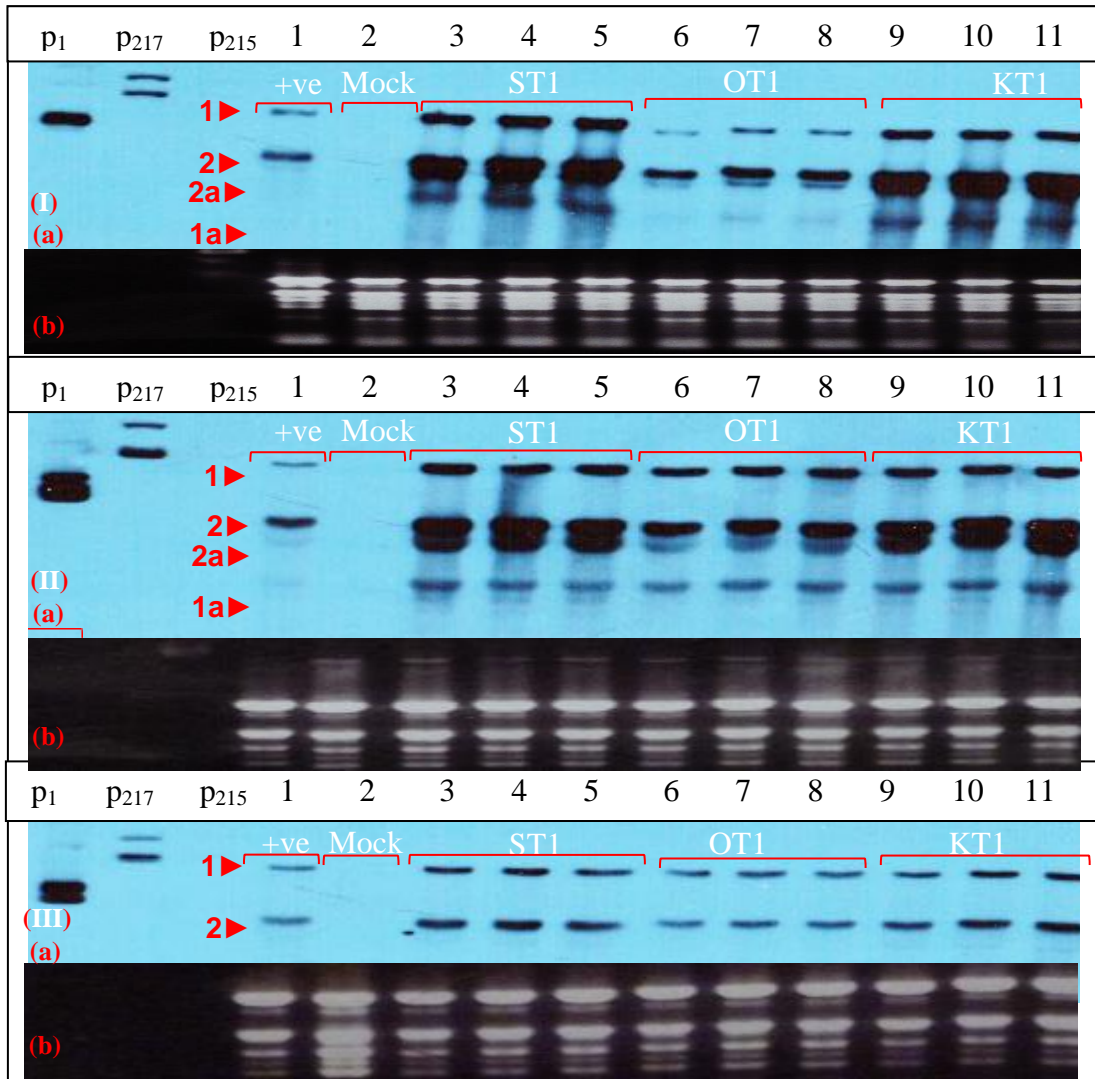 p₁ p₂₁₇ p₂₁₅ 1 2 3 4 5 6 7 8 9 10 11
+ve Mock ST1 OT1 KT1
1►
2►
2a►
(I)
(a)
1a►
(b)
p₁ p₂₁₇ p₂₁₅ 1 2 3 4 5 6 7 8 9 10 11
+ve Mock ST1 OT1 KT1
1►
2►
2a►
(II)
(a)
1a►
(b)
p₁ p₂₁₇ p₂₁₅ 1 2 3 4 5 6 7 8 9 10 11
+ve Mock ST1 OT1 KT1
1►
(III)
2►
(a)
(b)